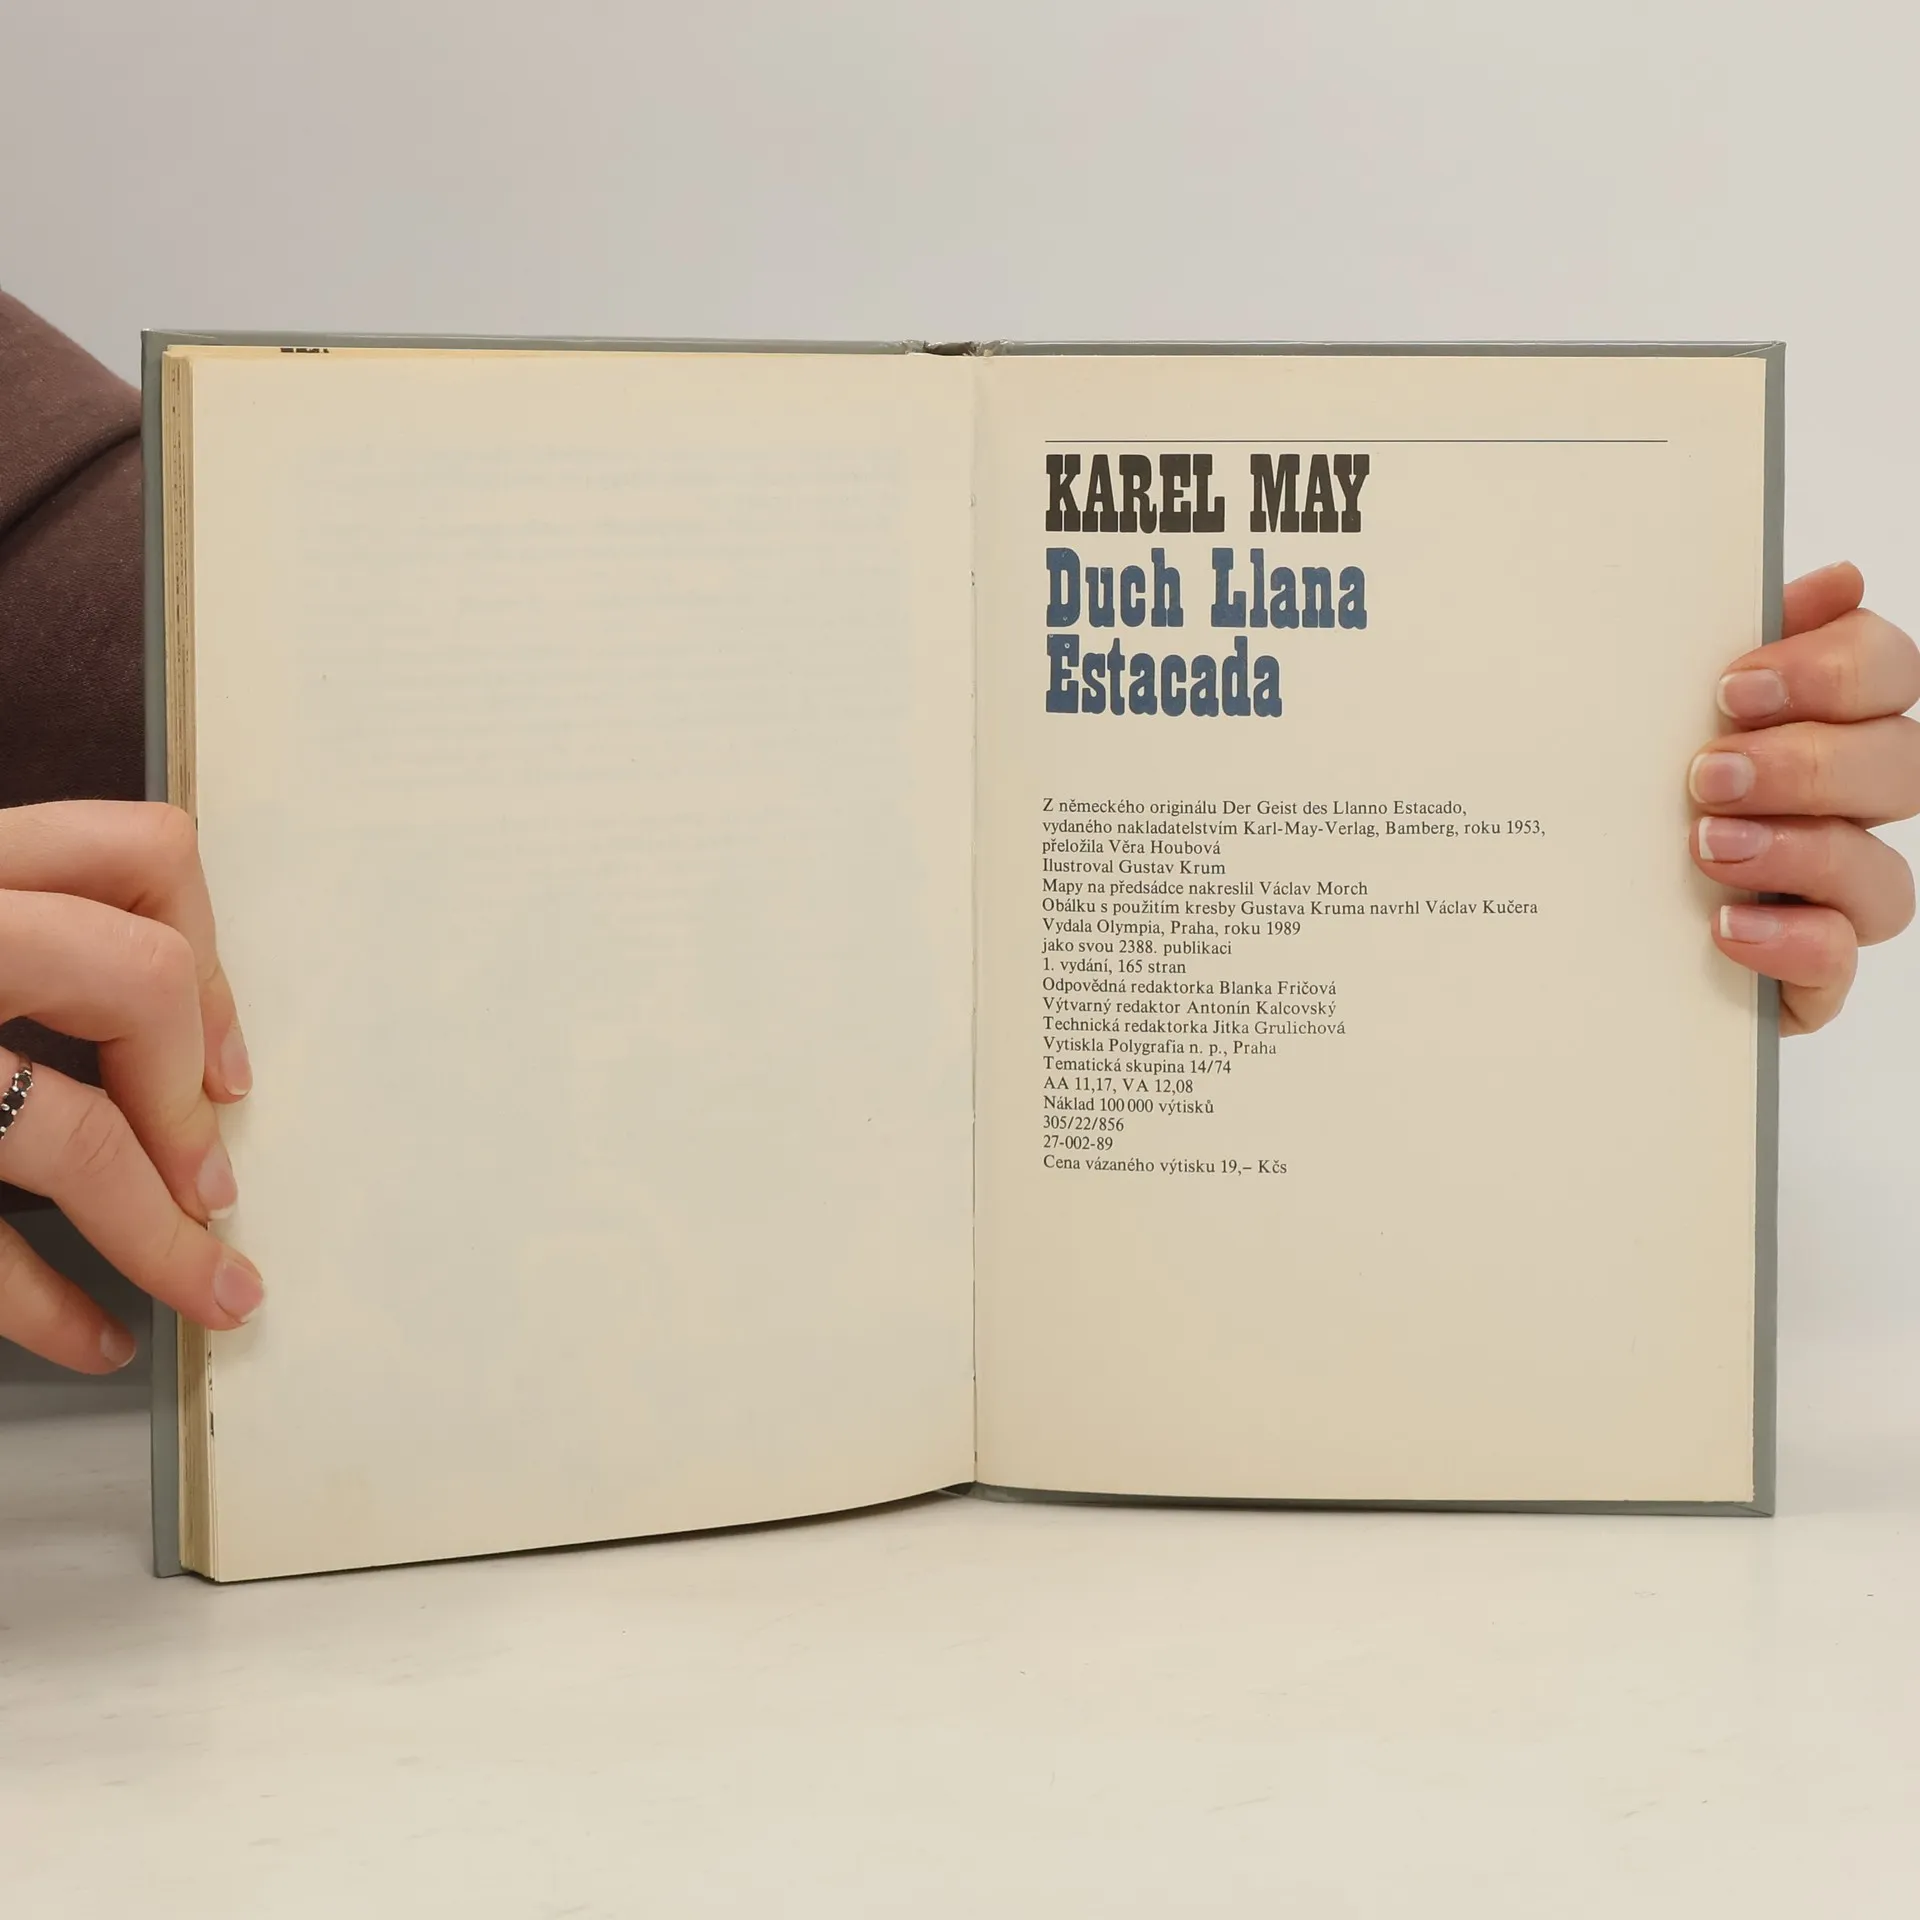 KAREL MAY
Duch Llana
Estacada
Z německého originálu Der Geist des Llanno Estacado,
vydaného nakladatelstvím Karl-May-Verlag, Bamberg, roku 1953,
přeložila Věra Houbová
Ilustroval Gustav Krum
Mapy na předsádce nakreslil Václav Morch
Obálku s použitím kresby Gustava Kruma navrhl Václav Kučera
Vydala Olympia, Praha, roku 1989
jako svou 2388. publikaci
1. vydání, 165 stran
Odpovědná redaktorka Blanka Fričová
Výtvarný redaktor Antonín Kalcovský
Technická redaktorka Jitka Grulichová
Vytiskla Polygrafia n. p., Praha
Tematická skupina 14/74
AA 11,17, VA 12,08
Náklad 100 000 výtisků
305/22/856
27-002-89
Cena vázaného výtisku 19,– Kčs